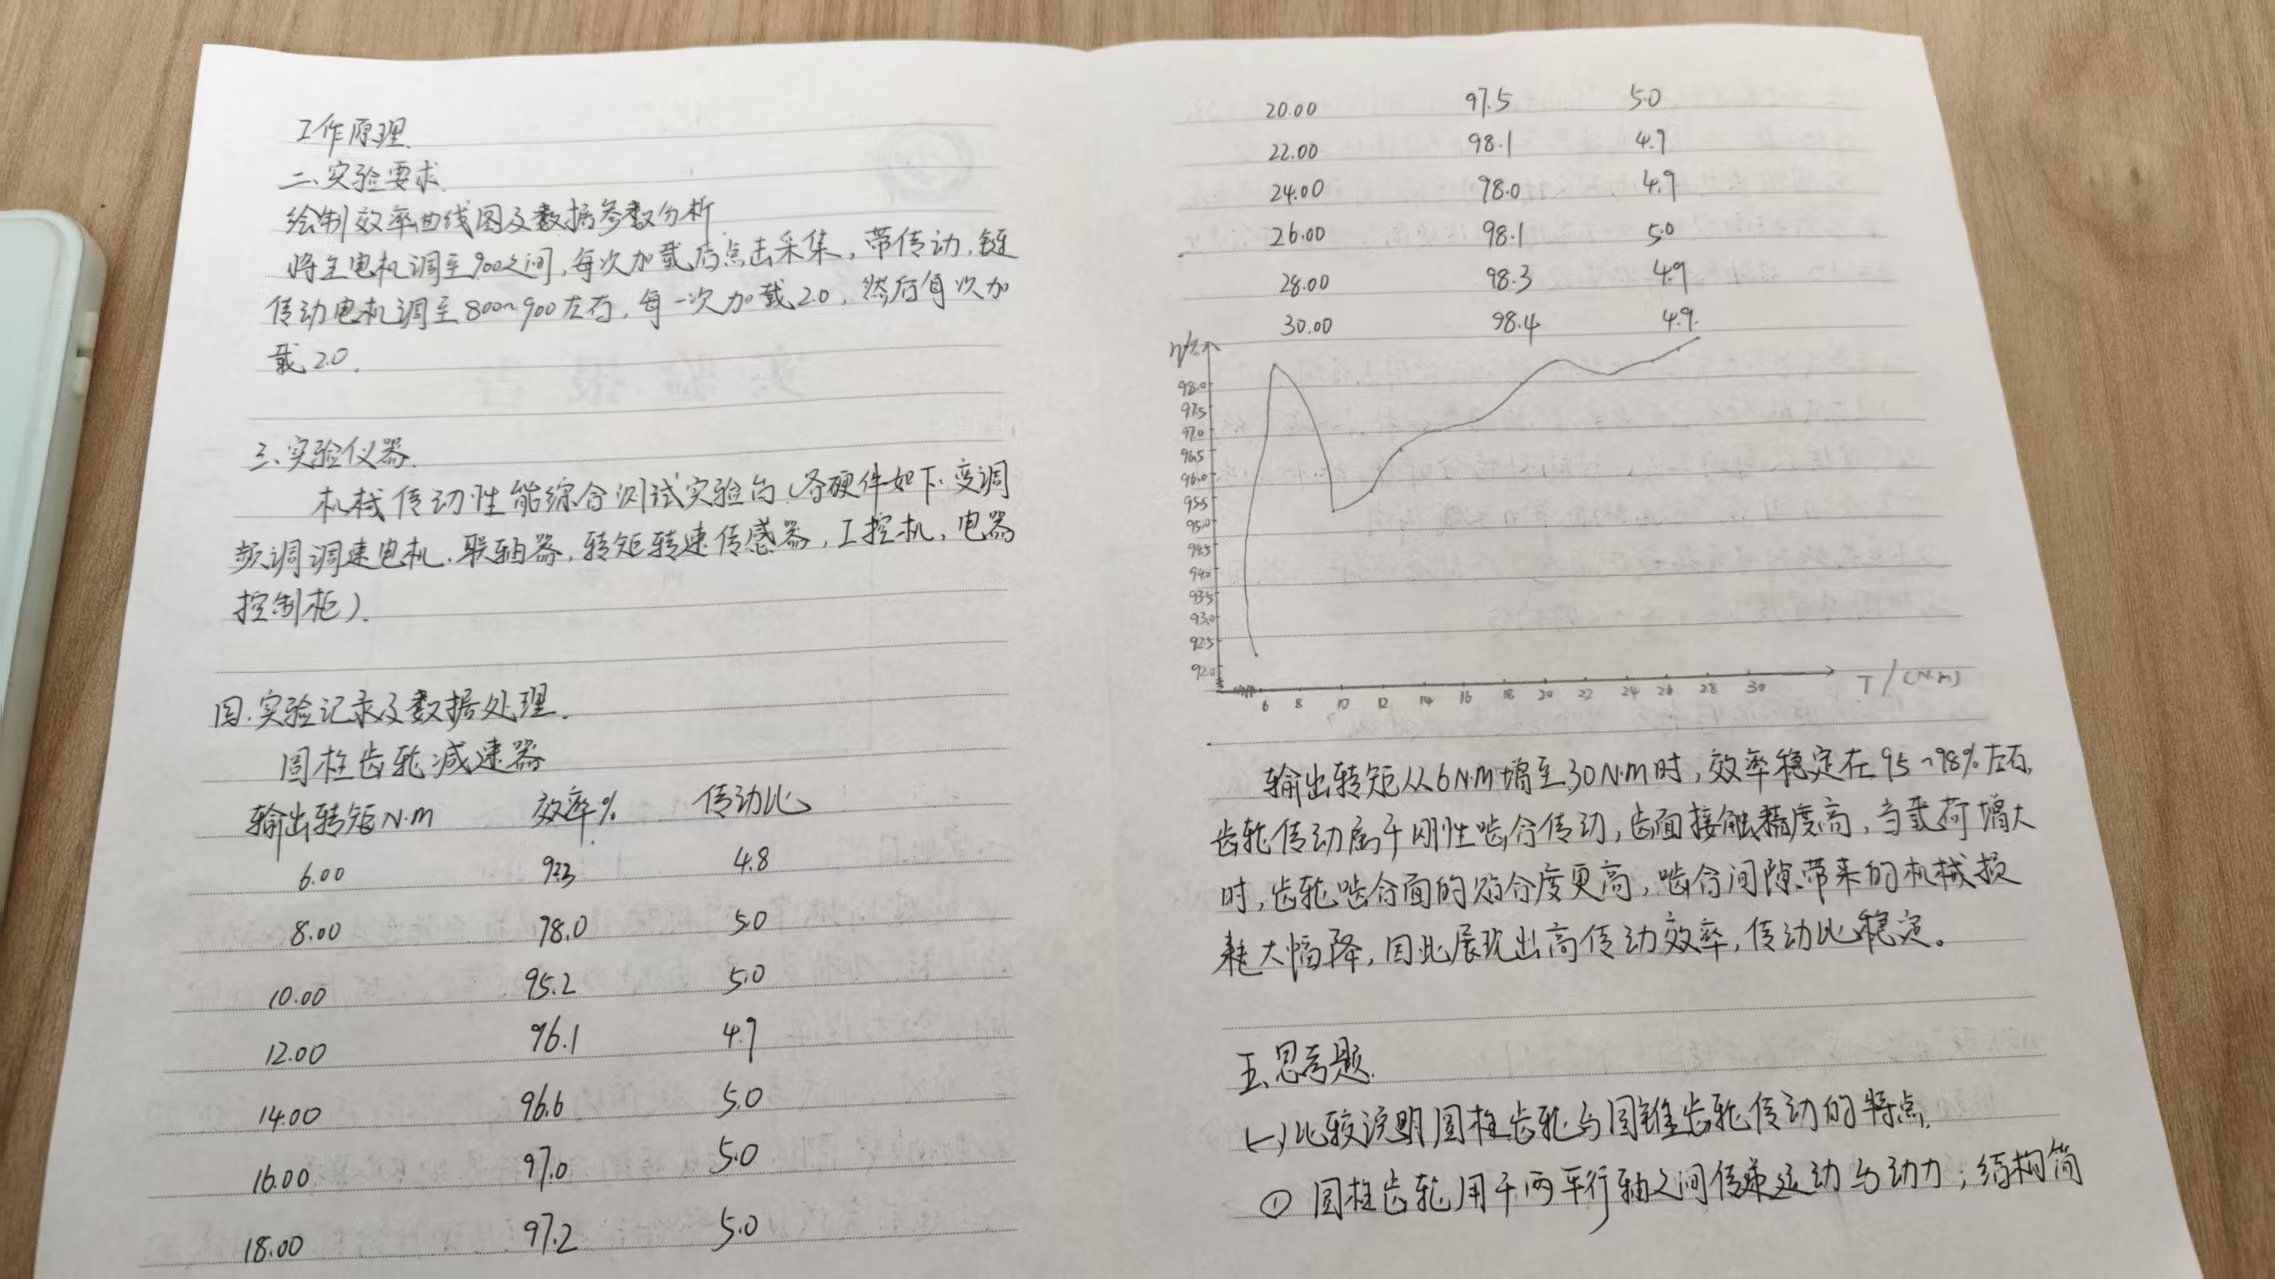 工作原理.
二、实验要求.
绘制效率曲线图及数据参数分析
将主电机调至900之间,每次加载后点击采集,带传动,链
传动电机调至800~900左右,每一次加载2.0,然后每次加
载2.0.
三、实验仪器.
机械传动性能综合测试实验台(各硬件如下:变调
频调调速电机.联轴器,转矩转速传感器,工控机,电器
控制柜).
四.实验记录及数据处理.
圆柱齿轮减速器
输出转矩N·m 效率% 传动比
6.00 92.3 4.8
8.00 98.0 5.0
10.00 95.2 5.0
12.00 96.1 4.9
14.00 96.6 5.0
16.00 97.0 5.0
18.00 97.2 5.0
20.00 97.5 5.0
22.00 98.1 4.9
24.00 98.0 4.9
26.00 98.1 5.0
28.00 98.3 4.9
30.00 98.4 4.9.
η/%
98.0
97.5
97.0
96.5
96.0
95.5
95.0
94.5
94.0
93.5
93.0
92.5
92.0
6 8 10 12 14 16 18 20 22 24 26 28 30 T/(N·m)
输出转矩从6N·m增至30N·m时,效率稳定在95~98%左右,
齿轮传动属于刚性啮合传动,齿面接触精度高,当载荷增大
时,齿轮啮合面的贴合度更高,啮合间隙带来的机械损
耗大幅降,因此展现出高传动效率,传动比稳定。
五、思考题.
(一)比较说明圆柱齿轮与圆锥齿轮传动的特点.
① 圆柱齿轮用于两平行轴之间传递运动与动力;结构简